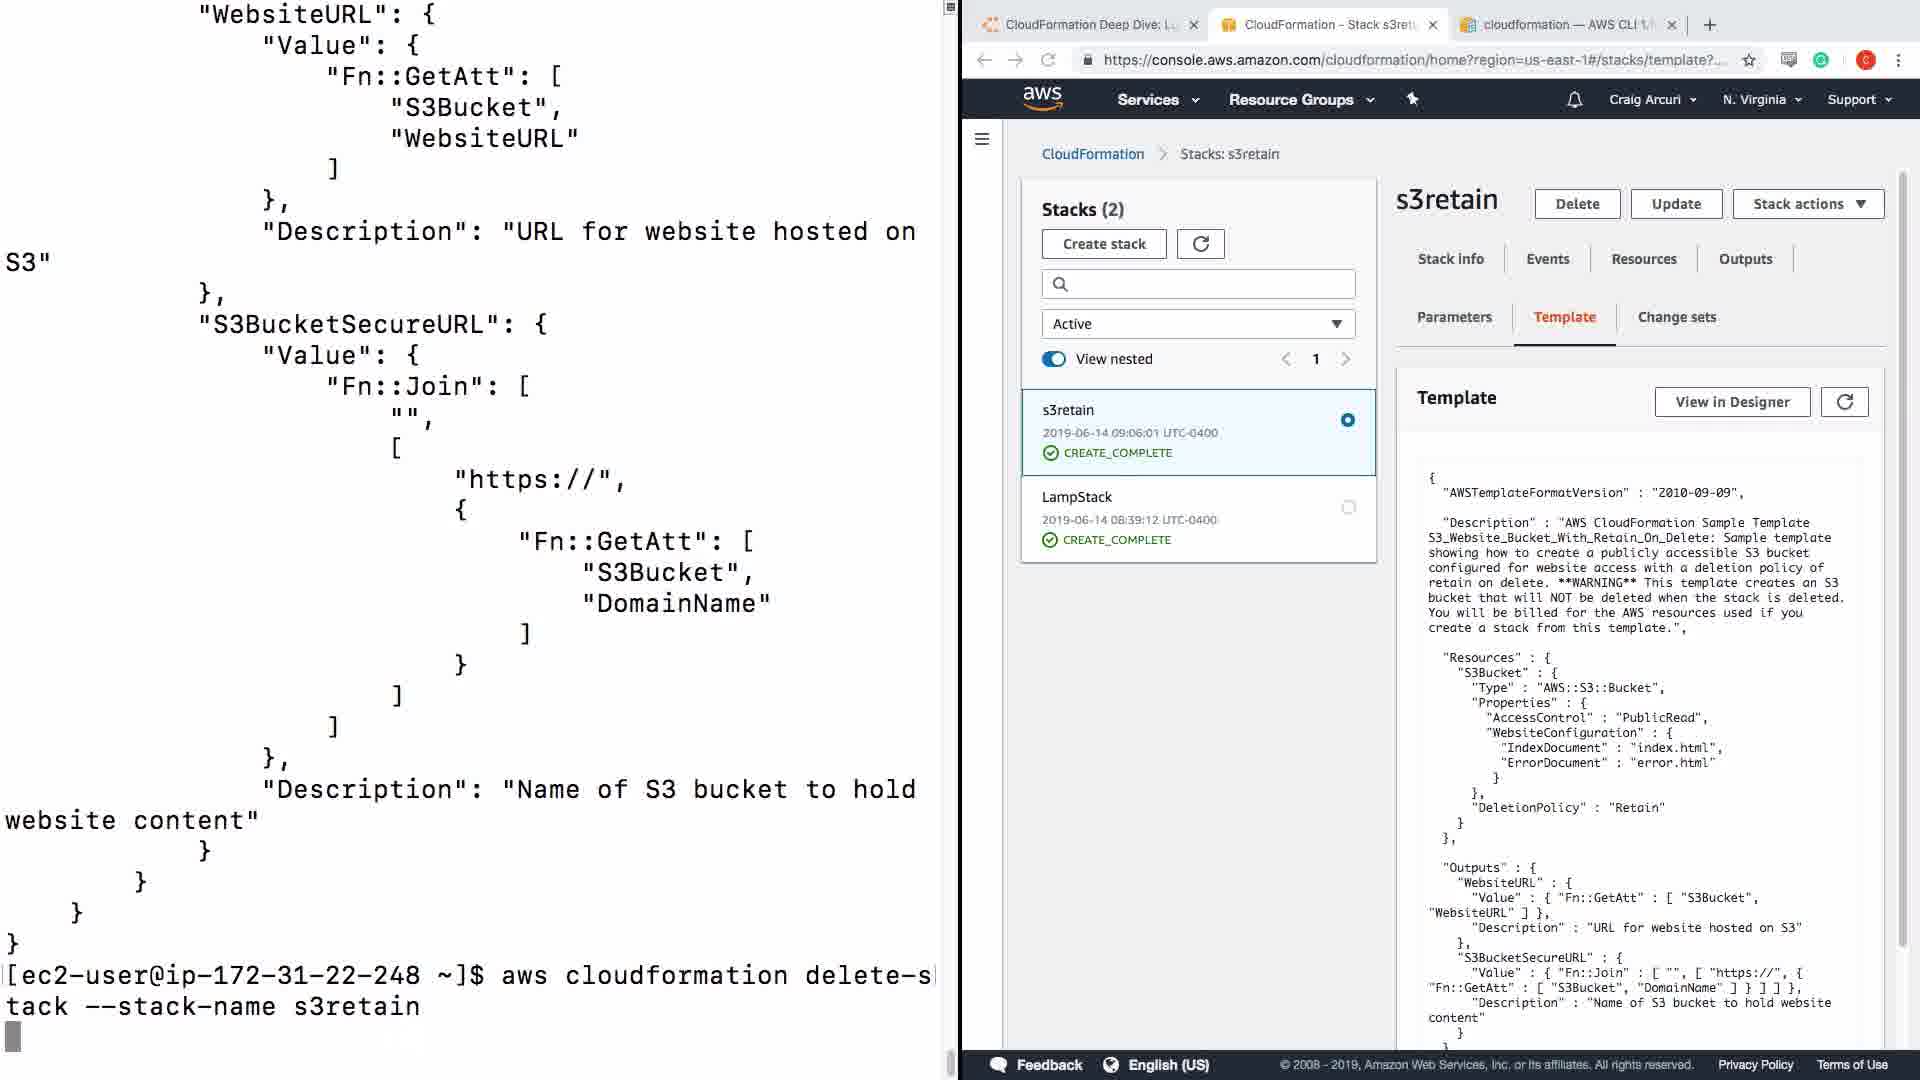 "WebsiteURL": {
"Value": {
"Fn::GetAtt": [
"S3Bucket",
"WebsiteURL"
]
},
"Description": "URL for website hosted on
S3"
},
"S3BucketSecureURL": {
"Value": {
"Fn::Join": [
"",
[
"https://",
{
"Fn::GetAtt": [
"S3Bucket",
"DomainName"
]
}
]
]
},
"Description": "Name of S3 bucket to hold
website content"
}
}
}
}
[ec2-user@ip-172-31-22-248 ~]$ aws cloudformation delete-s
tack --stack-name s3retain
CloudFormation Deep Dive: L
CloudFormation - Stack s3ret
cloudformation — AWS CLI 1.
https://console.aws.amazon.com/cloudformation/home?region=us-east-1#/stacks/template?...
C
aws
Services
Resource Groups
Craig Arcuri
N. Virginia
Support
CloudFormation > Stacks: s3retain
Stacks (2)
Create stack
Active
View nested
1
s3retain
2019-06-14 09:06:01 UTC-0400
CREATE_COMPLETE
LampStack
2019-06-14 08:39:12 UTC-0400
CREATE_COMPLETE
s3retain
Delete
Update
Stack actions
Stack info
Events
Resources
Outputs
Parameters
Template
Change sets
Template
View in Designer
{
"AWSTemplateFormatVersion" : "2010-09-09",
"Description" : "AWS CloudFormation Sample Template
S3_Website_Bucket_With_Retain_On_Delete: Sample template
showing how to create a publicly accessible S3 bucket
configured for website access with a deletion policy of
retain on delete. **WARNING** This template creates an S3
bucket that will NOT be deleted when the stack is deleted.
You will be billed for the AWS resources used if you
create a stack from this template.",
"Resources" : {
"S3Bucket" : {
"Type" : "AWS::S3::Bucket",
"Properties" : {
"AccessControl" : "PublicRead",
"WebsiteConfiguration" : {
"IndexDocument" : "index.html",
"ErrorDocument" : "error.html"
}
},
"DeletionPolicy" : "Retain"
}
},
"Outputs" : {
"WebsiteURL" : {
"Value" : { "Fn::GetAtt" : [ "S3Bucket",
"WebsiteURL" ] },
"Description" : "URL for website hosted on S3"
},
"S3BucketSecureURL" : {
"Value" : { "Fn::Join" : [ "", [ "https://", {
"Fn::GetAtt" : [ "S3Bucket", "DomainName" ] } ] ] },
"Description" : "Name of S3 bucket to hold website
content"
}
}
Feedback
English (US)
© 2008 - 2019, Amazon Web Services, Inc. or its affiliates. All rights reserved.
Privacy Policy
Terms of Use